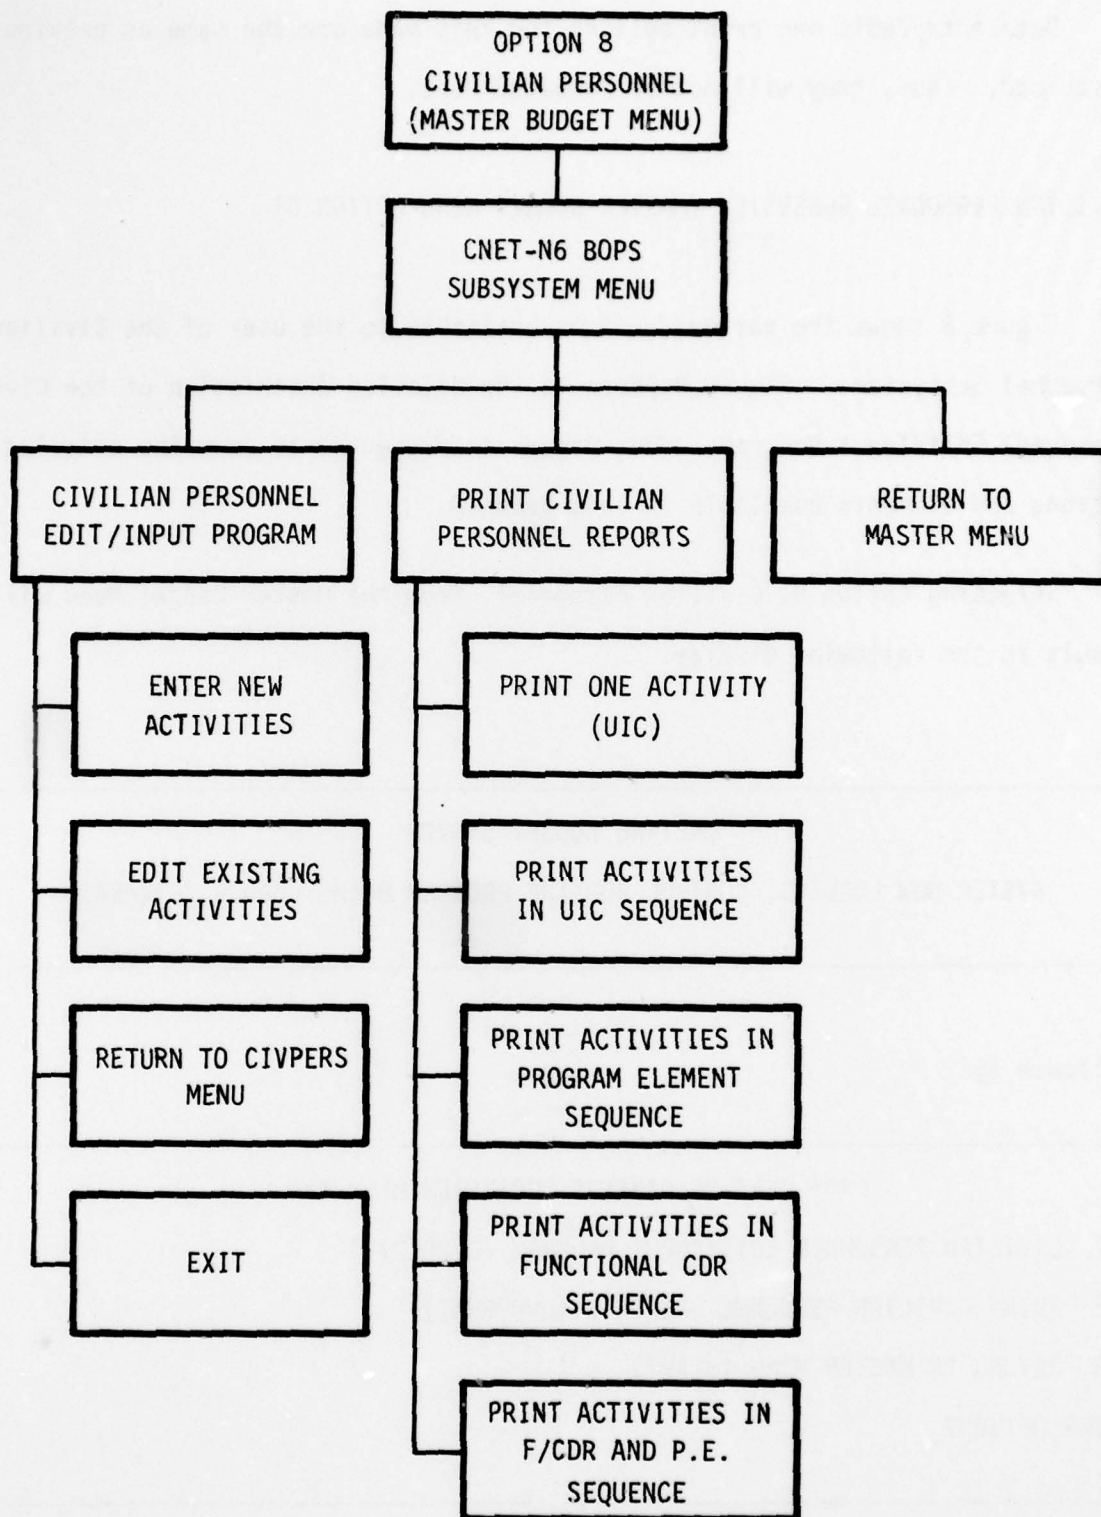 OPTION 8
CIVILIAN PERSONNEL
(MASTER BUDGET MENU)
CNET-N6 BOPS
SUBSYSTEM MENU
CIVILIAN PERSONNEL
EDIT/INPUT PROGRAM
PRINT CIVILIAN
PERSONNEL REPORTS
RETURN TO
MASTER MENU
ENTER NEW
ACTIVITIES
PRINT ONE ACTIVITY
(UIC)
EDIT EXISTING
ACTIVITIES
PRINT ACTIVITIES
IN UIC SEQUENCE
RETURN TO CIVPERS
MENU
PRINT ACTIVITIES IN
PROGRAM ELEMENT
SEQUENCE
EXIT
PRINT ACTIVITIES IN
FUNCTIONAL CDR
SEQUENCE
PRINT ACTIVITIES IN
F/CDR AND P.E.
SEQUENCE